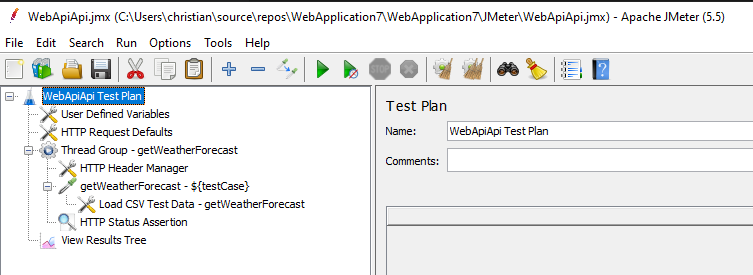 WebApiApi.jmx (C:\Users\christian\source\repos\WebApplication7\WebApplication7\JMeter\WebApiApi.jmx) - Apache JMeter (5.5)
File Edit Search Run Options Tools Help
STOP
WebApiApi Test Plan
User Defined Variables
HTTP Request Defaults
Thread Group - getWeatherForecast
HTTP Header Manager
getWeatherForecast - ${testCase}
Load CSV Test Data - getWeatherForecast
HTTP Status Assertion
View Results Tree
Test Plan
Name: WebApiApi Test Plan
Comments: